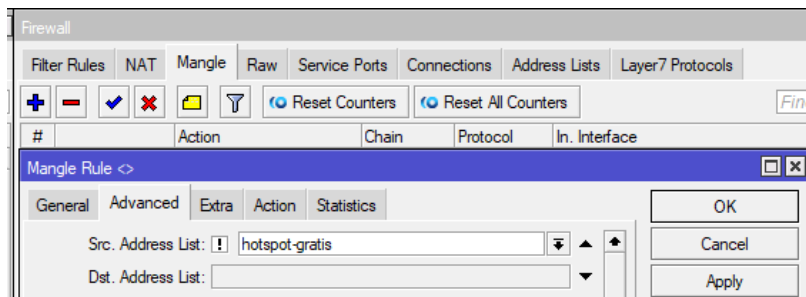 Firewall
Filter Rules NAT Mangle Raw Service Ports Connections Address Lists Layer7 Protocols
Reset Counters Reset All Counters Fin
# Action Chain Protocol In. Interface
Mangle Rule <>
General Advanced Extra Action Statistics OK
Src. Address List: ! hotspot-gratis Cancel
Dst. Address List: Apply